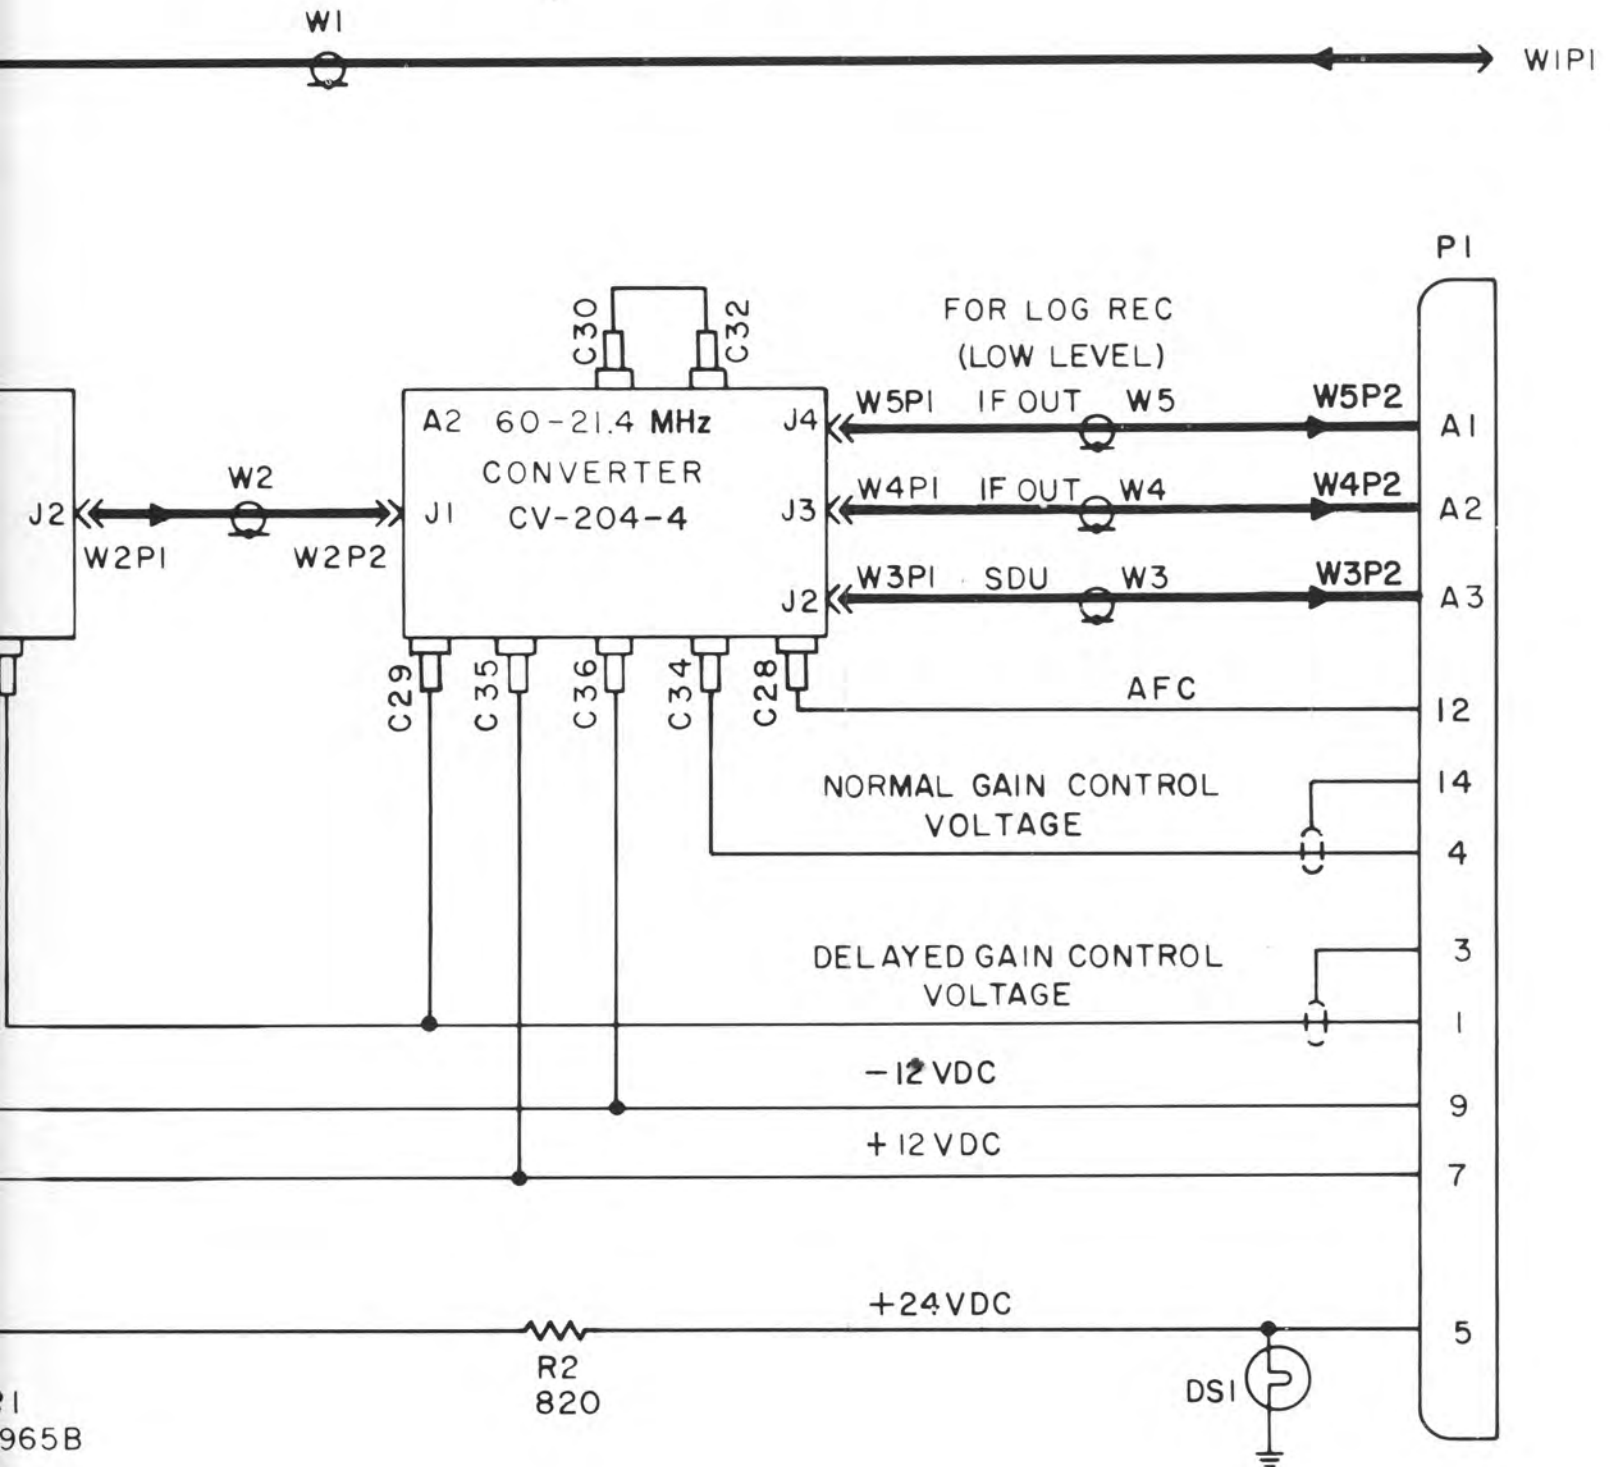 W1
W1P1
P1
FOR LOG REC
(LOW LEVEL)
C30
C32
W5P1 IF OUT W5 W5P2
A2 60-21.4 MHz J4
A1
CONVERTER
W2
W4P1 IF OUT W4 W4P2
J2
J1 CV-204-4 J3
A2
W2P1 W2P2
W3P1 SDU W3 W3P2
J2
A3
C29
C35
C36
C34
C28
AFC
12
NORMAL GAIN CONTROL
VOLTAGE
14
4
DELAYED GAIN CONTROL
VOLTAGE
3
1
-12 VDC
9
+12 VDC
7
+24 VDC
5
R2
820
DS1
1
965B